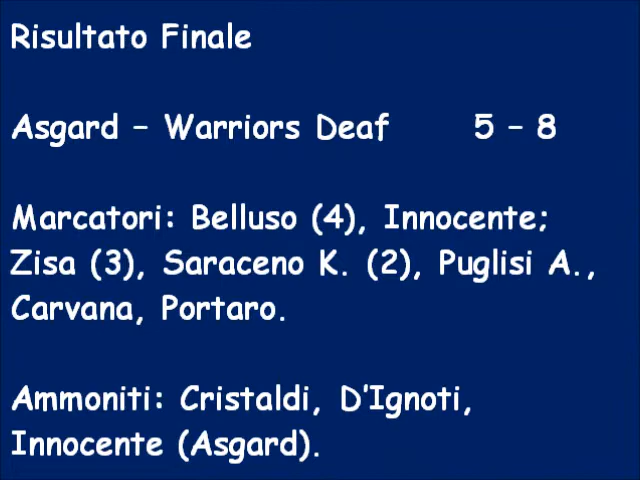 Risultato Finale
Asgard - Warriors Deaf 5 - 8
Marcatori: Belluso (4), Innocente;
Zisa (3), Saraceno K. (2), Puglisi A.,
Carvana, Portaro.
Ammoniti: Cristaldi, D'Ignoti,
Innocente (Asgard).